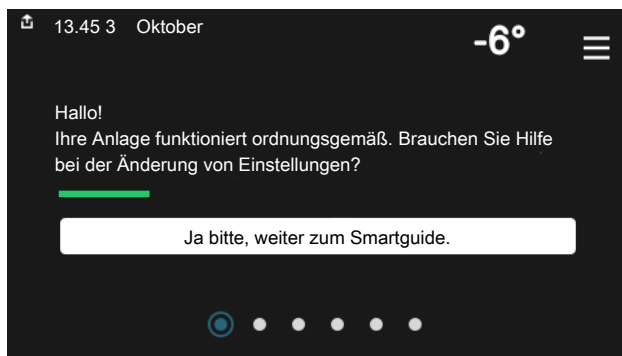 13.45 3 Oktober
-6°
Hallo!
Ihre Anlage funktioniert ordnungsgemäß. Brauchen Sie Hilfe
bei der Änderung von Einstellungen?
Ja bitte, weiter zum Smartguide.